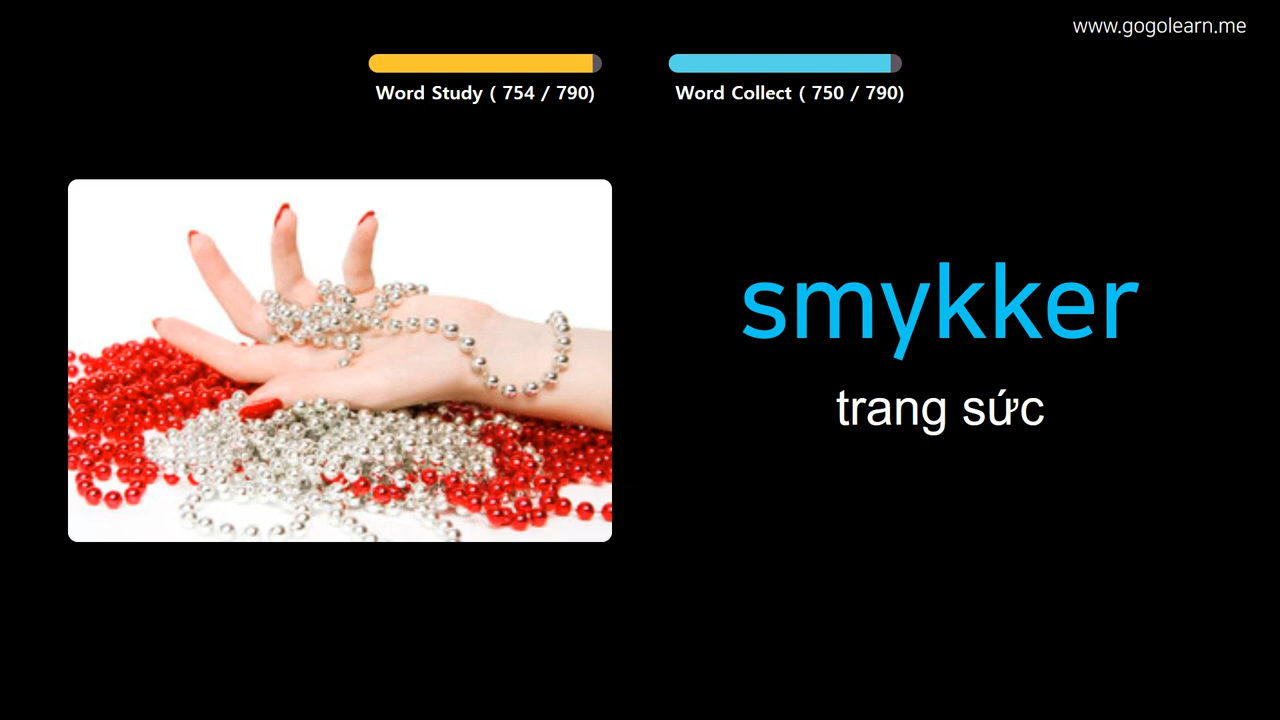 www.gogolearn.me
Word Study ( 754 / 790)
Word Collect ( 750 / 790)
smykker
trang sức